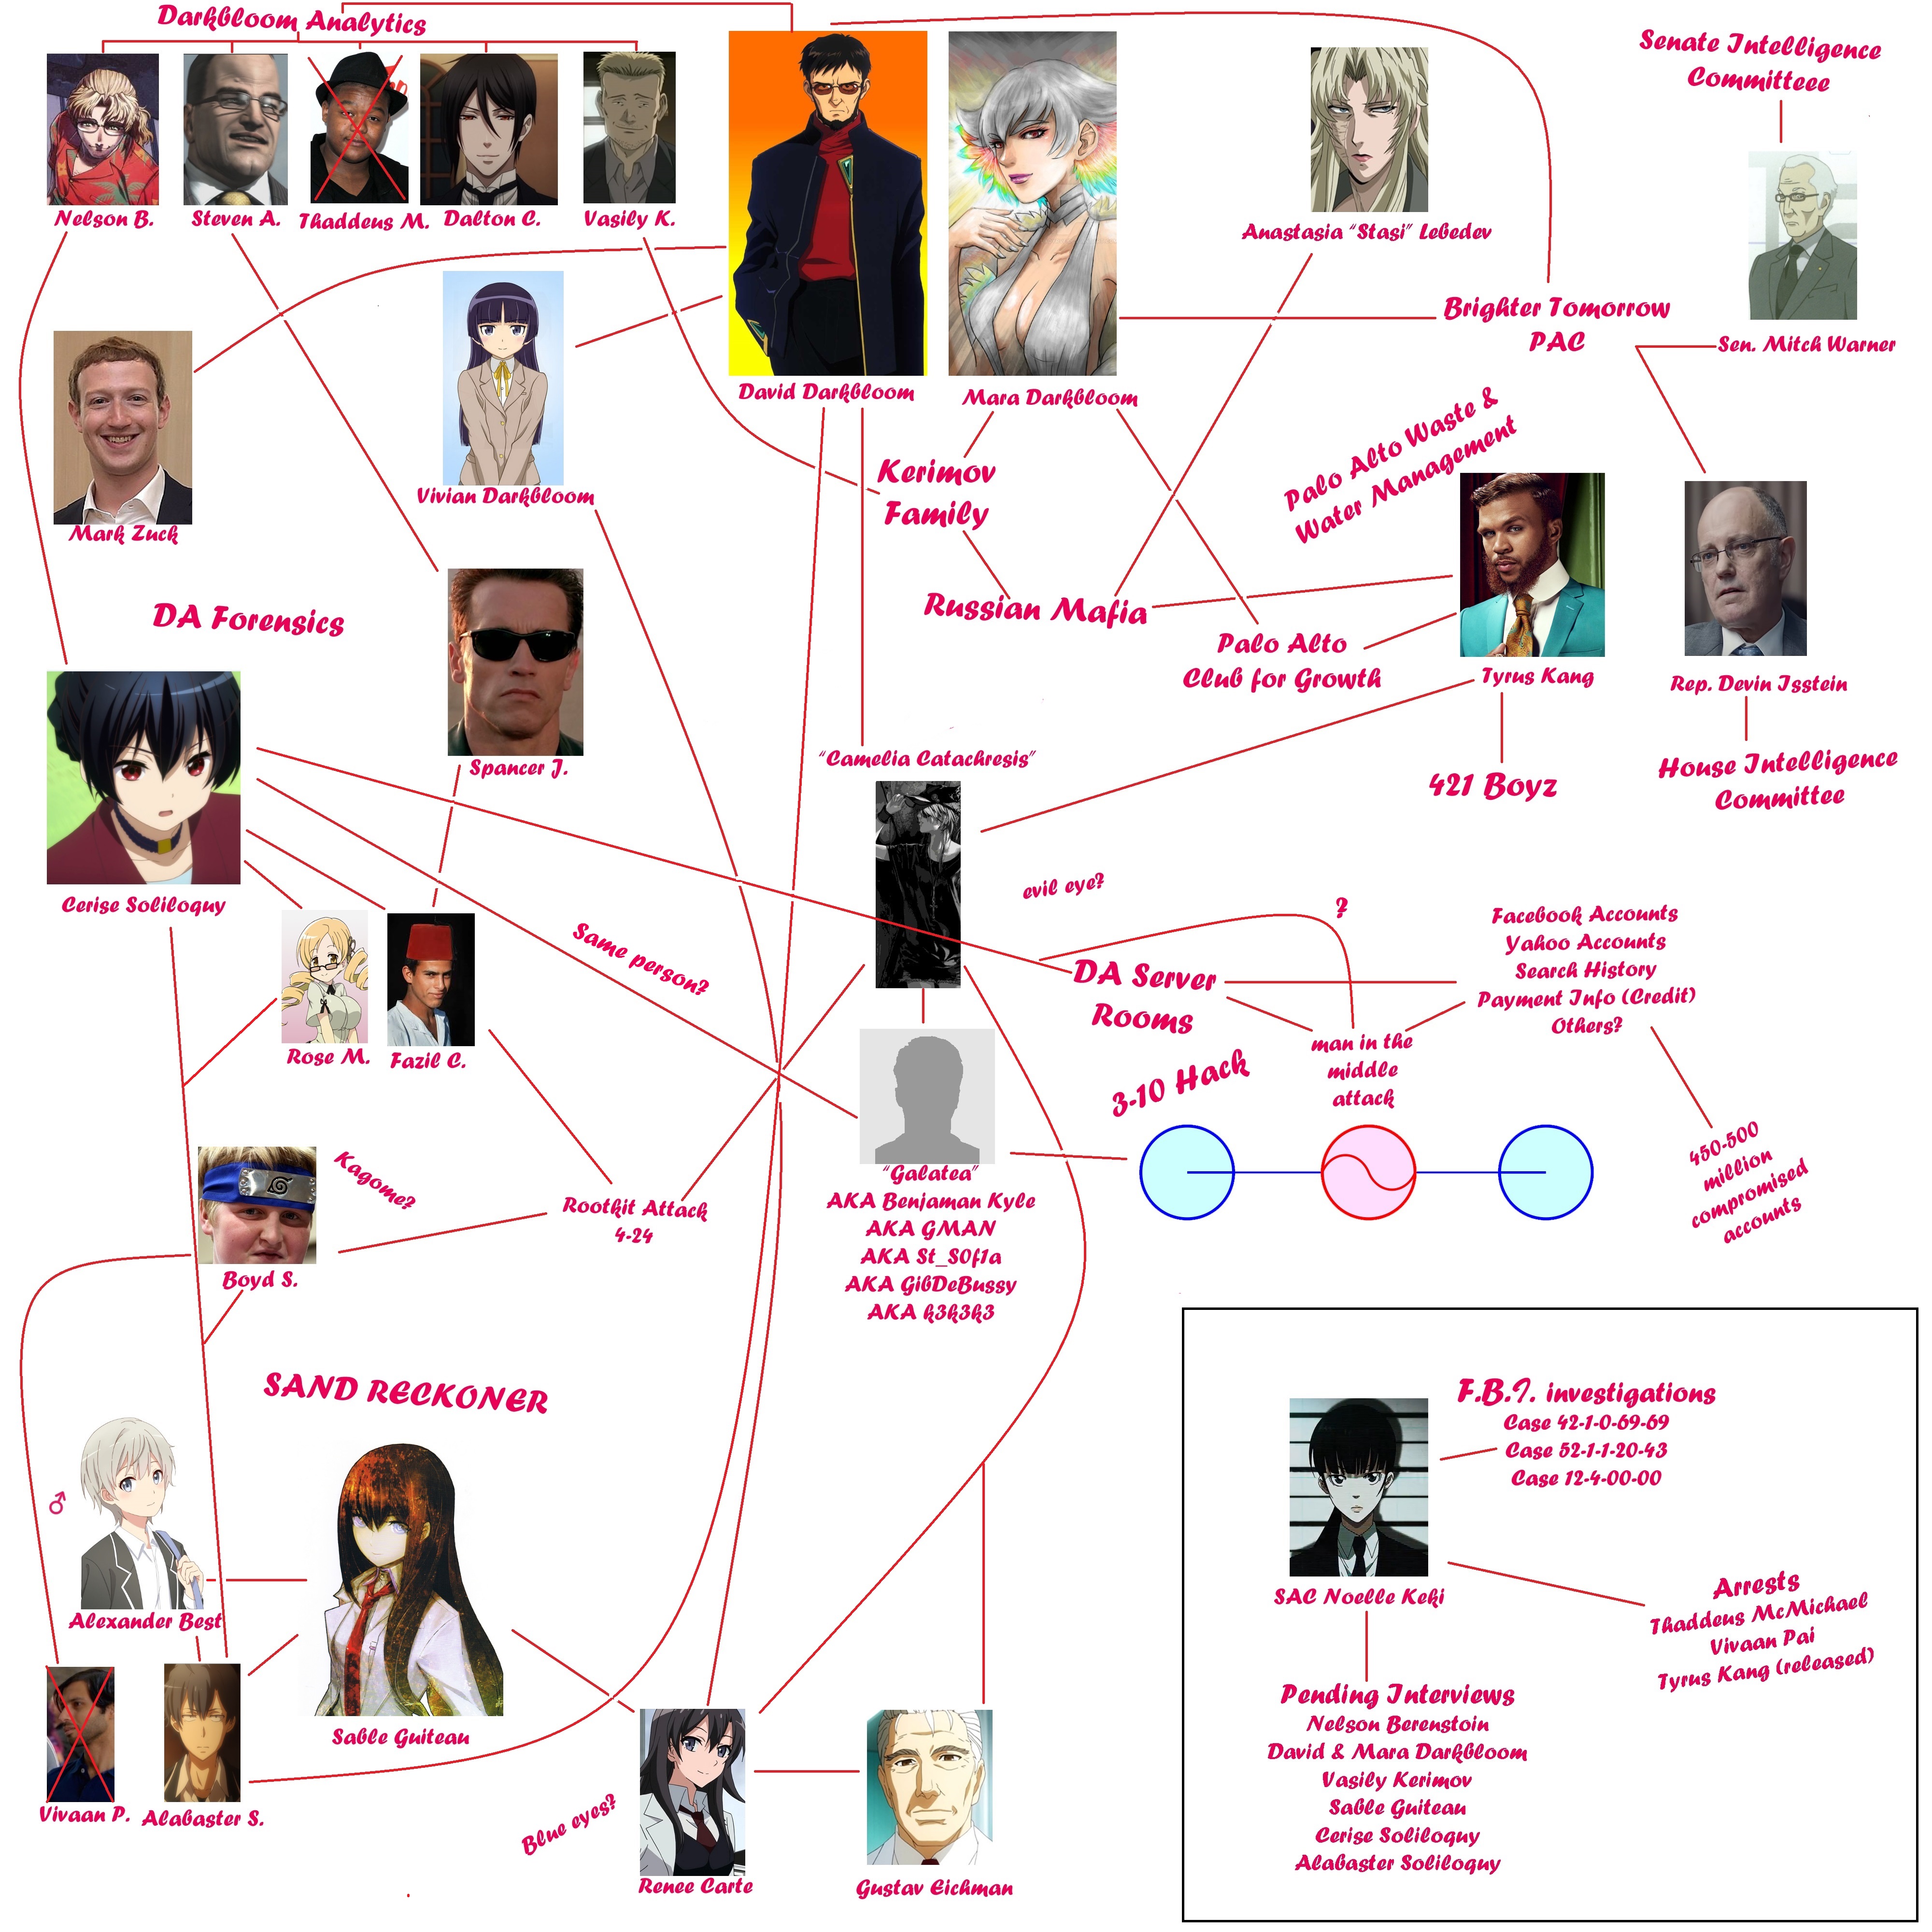 Darkbloom Analytics
Senate Intelligence
Committeee
Nelson B.
Steven A.
Thaddeus M.
Dalton C.
Vasily K.
Anastasia “Stasi” Lebedev
Brighter Tomorrow
PAC
Sen. Mitch Warner
David Darkbloom
Mara Darkbloom
Palo Alto Waste &
Water Management
Vivian Darkbloom
Mark Zuck
Kerimov
Family
DA Forensics
Russian Mafia
Palo Alto
Club for Growth
Tyrus Kang
Rep. Devin Isstein
Spancer J.
“Camelia Catachresis”
421 Boyz
House Intelligence
Committee
Cerise Soliloquy
evil eye?
?
Same person?
Facebook Accounts
Yahoo Accounts
Search History
Payment Info (Credit)
Others?
DA Server
Rooms
Rose M.
Fazil C.
man in the
middle
attack
3-10 Hack
450-500
million
compromised
accounts
Kagome?
“Galatea”
AKA Benjaman Kyle
AKA GMAN
AKA St_S0f1a
AKA GibDeBussy
AKA k3k3k3
Rootkit Attack
4-24
Boyd S.
SAND RECKONER
♂
Alexander Best
Sable Guiteau
Vivaan P.
Alabaster S.
Blue eyes?
Renee Carte
Gustav Eichman
F.B.I. investigations
Case 42-1-0-69-69
Case 52-1-1-20-43
Case 12-4-00-00
SAC Noelle Keki
Arrests
Thaddeus McMichael
Vivaan Pai
Tyrus Kang (released)
Pending Interviews
Nelson Berenstoin
David & Mara Darkbloom
Vasily Kerimov
Sable Guiteau
Cerise Soliloquy
Alabaster Soliloquy